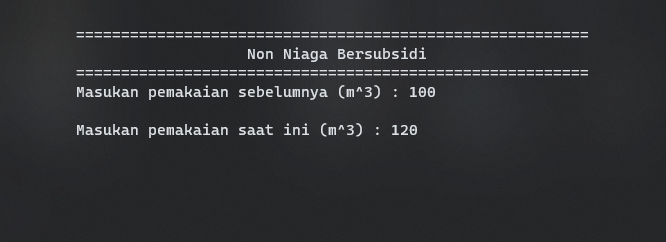 =========================================================
Non Niaga Bersubsidi
=========================================================
Masukan pemakaian sebelumnya (m^3) : 100
Masukan pemakaian saat ini (m^3) : 120